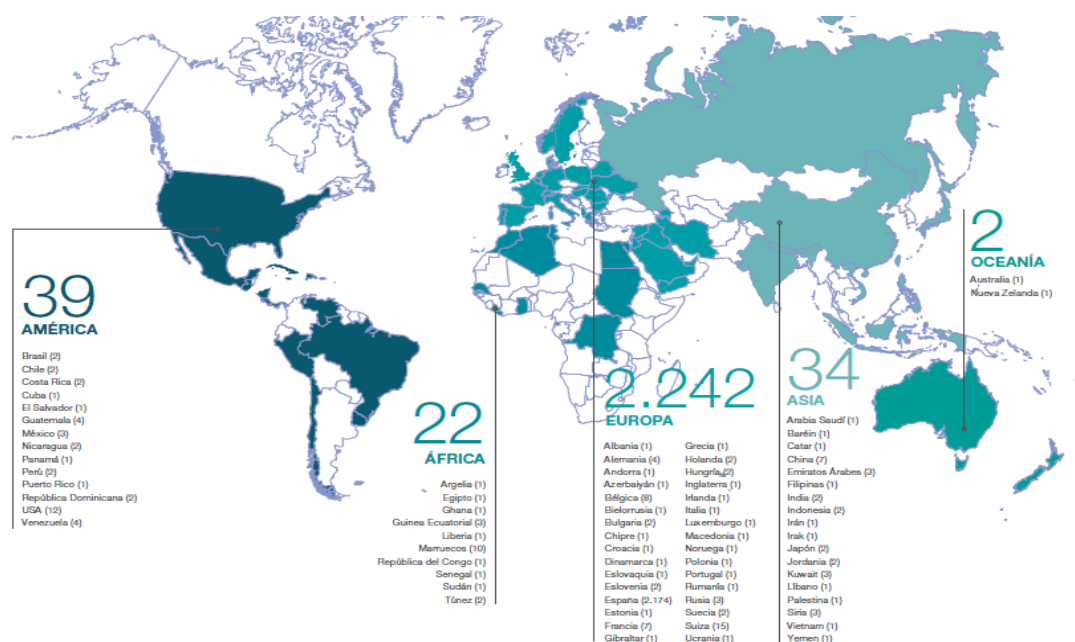 39
AMÉRICA
Brasil (2)
Chile (2)
Costa Rica (2)
Cuba (1)
El Salvador (1)
Guatemala (4)
México (3)
Nicaragua (2)
Panamá (1)
Perú (2)
Puerto Rico (1)
República Dominicana (2)
USA (12)
Venezuela (4)
22
ÁFRICA
Argelia (1)
Egipto (1)
Ghana (1)
Guinea Ecuatorial (3)
Liberia (1)
Marruecos (10)
República del Congo (1)
Senegal (1)
Sudán (1)
Túnez (2)
2.242
EUROPA
Albania (1)
Alemania (4)
Andorra (1)
Azerbaiyán (1)
Bélgica (8)
Bielorrusia (1)
Bulgaria (2)
Chipre (1)
Croacia (1)
Dinamarca (1)
Eslovaquia (1)
Eslovenia (2)
España (2.174)
Estonia (1)
Francia (7)
Gibraltar (1)
Grecia (1)
Holanda (2)
Hungría (2)
Inglaterra (1)
Irlanda (1)
Italia (1)
Luxemburgo (1)
Macedonia (1)
Noruega (1)
Polonia (1)
Portugal (1)
Rumanía (1)
Rusia (3)
Suecia (2)
Suiza (15)
Ucrania (1)
34
ASIA
Arabia Saudí (1)
Baréin (1)
Catar (1)
China (7)
Emiratos Árabes (3)
Filipinas (1)
India (2)
Indonesia (2)
Irán (1)
Irak (1)
Japón (2)
Jordania (2)
Kuwait (3)
Líbano (1)
Palestina (1)
Siria (3)
Vietnam (1)
Yemen (1)
2
OCEANÍA
Australia (1)
Nueva Zelanda (1)